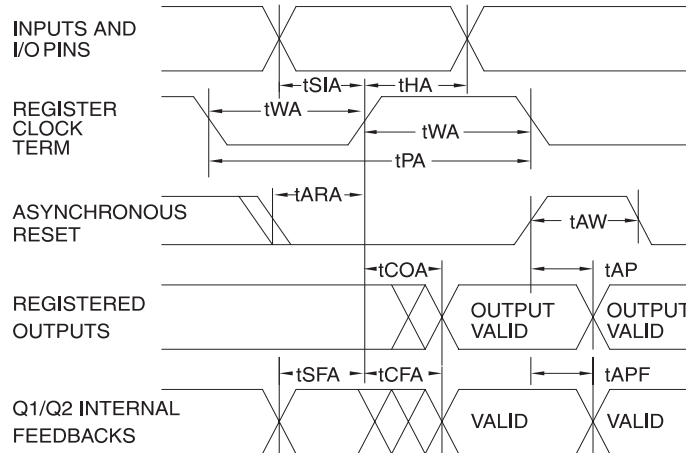 INPUTS AND
I/O PINS
tSIA
tHA
REGISTER
CLOCK
TERM
tWA
tWA
tPA
tARA
ASYNCHRONOUS
RESET
tAW
tCOA
tAP
REGISTERED
OUTPUTS
OUTPUT
VALID
OUTPUT
VALID
tSFA
tCFA
tAPF
Q1/Q2 INTERNAL
FEEDBACKS
VALID
VALID